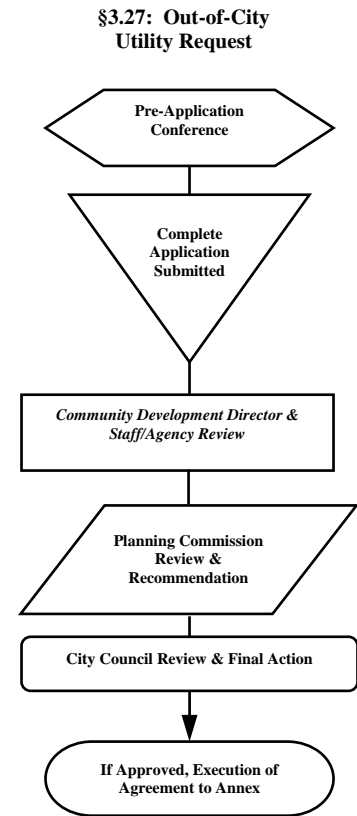 §3.27: Out-of-City
Utility Request
Pre-Application
Conference
Complete
Application
Submitted
Community Development Director &
Staff/Agency Review
Planning Commission
Review &
Recommendation
City Council Review & Final Action
If Approved, Execution of
Agreement to Annex